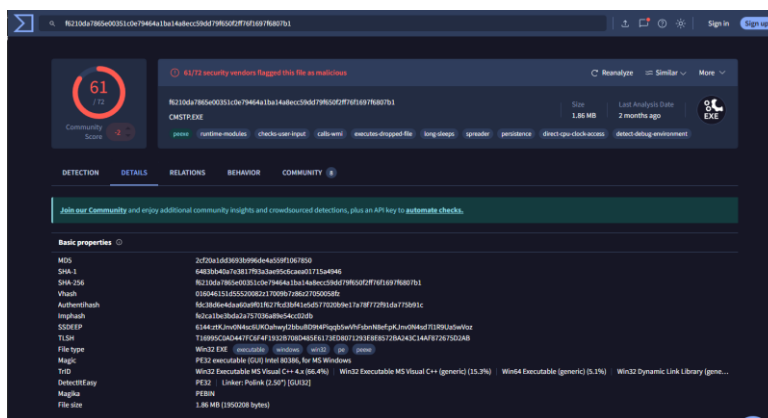 f6210da7865e00351c0e79464a1ba14a8ecc59dd79f650f2ff76f1697f6807b1
Sign in
Sign up
61
/ 72
Community
Score
-2
61/72 security vendors flagged this file as malicious
Reanalyze
Similar
More
f6210da7865e00351c0e79464a1ba14a8ecc59dd79f650f2ff76f1697f6807b1
CMSTP.EXE
Size
1.86 MB
Last Analysis Date
2 months ago
EXE
peexe runtime-modules checks-user-input calls-wmi executes-dropped-file long-sleeps spreader persistence direct-cpu-clock-access detect-debug-environment
DETECTION DETAILS RELATIONS BEHAVIOR COMMUNITY 8
Join our Community and enjoy additional community insights and crowdsourced detections, plus an API key to automate checks.
Basic properties
MD5 2cf20a1dd3693b996de4a559f1067850
SHA-1 6483bb40a7e3817f93a3ae95c6caea01715a4946
SHA-256 f6210da7865e00351c0e79464a1ba14a8ecc59dd79f650f2ff76f1697f6807b1
Vhash 016046151d55520082z17009b7z86z27050058fz
Authentihash fdc38d6e4daa60a9f01f627fcd3bf41e5d577020b9e17a78f772f91da775b91c
Imphash fe2ca1be3bda2a757036a89e54cc02db
SSDEEP
TLSH T16995C0AD447FC6F4F1932B708D485E6173ED8071293E8E8572BA243C14AF872675D2AB
File type Win32 EXE executable windows win32 pe peexe
Magic PE32 executable (GUI) Intel 80386, for MS Windows
TrID Win32 Executable MS Visual C++ 4.x (66.4%) Win32 Executable MS Visual C++ (generic) (15.3%) Win64 Executable (generic) (5.1%) Win32 Dynamic Link Library (gene...
DetectItEasy PE32 Linker: Polink (2.50*) [GUI32]
Magika PEBIN
File size 1.86 MB (1950208 bytes)